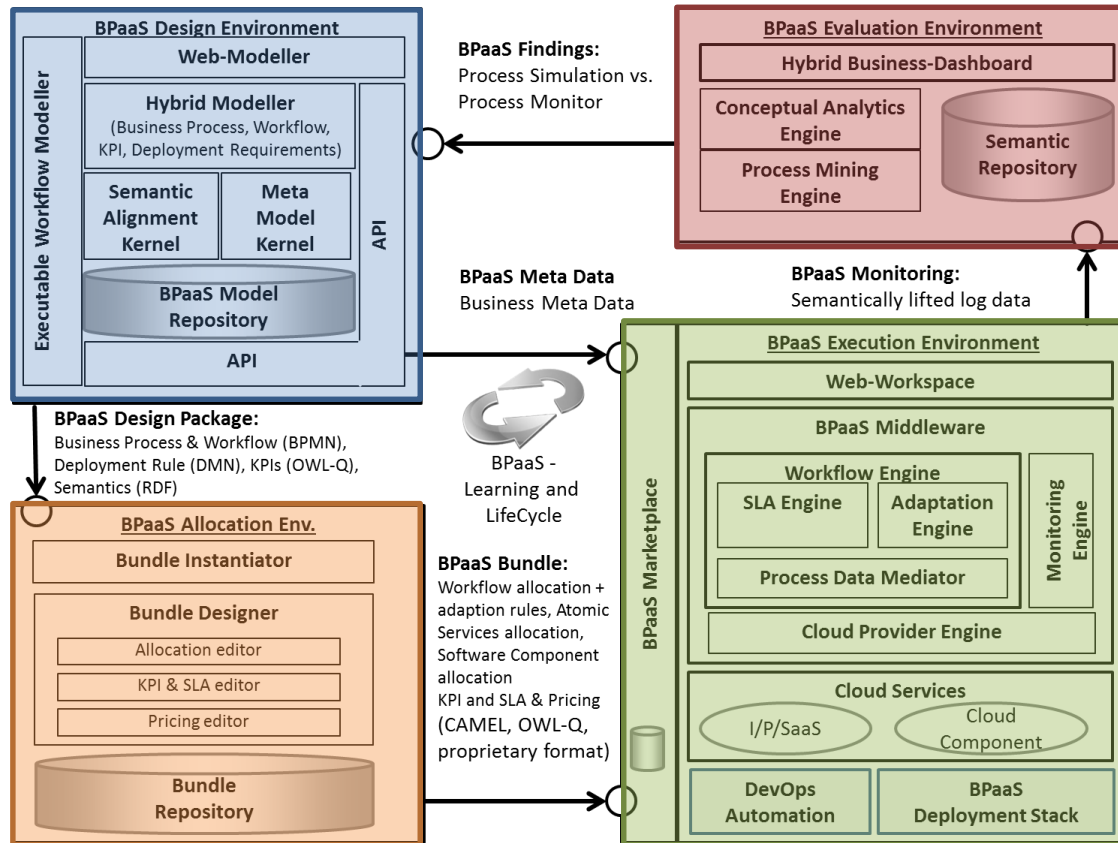 BPaaS Design Environment
Executable Workflow Modeller
Web-Modeller
Hybrid Modeller
(Business Process, Workflow,
KPI, Deployment Requirements)
Semantic
Alignment
Kernel
Meta
Model
Kernel
API
BPaaS Model
Repository
API
BPaaS Findings:
Process Simulation vs.
Process Monitor
BPaaS Evaluation Environment
Hybrid Business-Dashboard
Conceptual Analytics
Engine
Process Mining
Engine
Semantic
Repository
BPaaS Meta Data
Business Meta Data
BPaaS Monitoring:
Semantically lifted log data
BPaaS Design Package:
Business Process & Workflow (BPMN),
Deployment Rule (DMN), KPIs (OWL-Q),
Semantics (RDF)
BPaaS -
Learning and
LifeCycle
BPaaS Allocation Env.
Bundle Instantiator
Bundle Designer
Allocation editor
KPI & SLA editor
Pricing editor
Bundle
Repository
BPaaS Bundle:
Workflow allocation +
adaption rules, Atomic
Services allocation,
Software Component
allocation
KPI and SLA & Pricing
(CAMEL, OWL-Q,
proprietary format)
BPaaS Marketplace
BPaaS Execution Environment
Web-Workspace
BPaaS Middleware
Workflow Engine
SLA Engine
Adaptation
Engine
Process Data Mediator
Monitoring
Engine
Cloud Provider Engine
Cloud Services
I/P/SaaS
Cloud
Component
DevOps
Automation
BPaaS
Deployment Stack